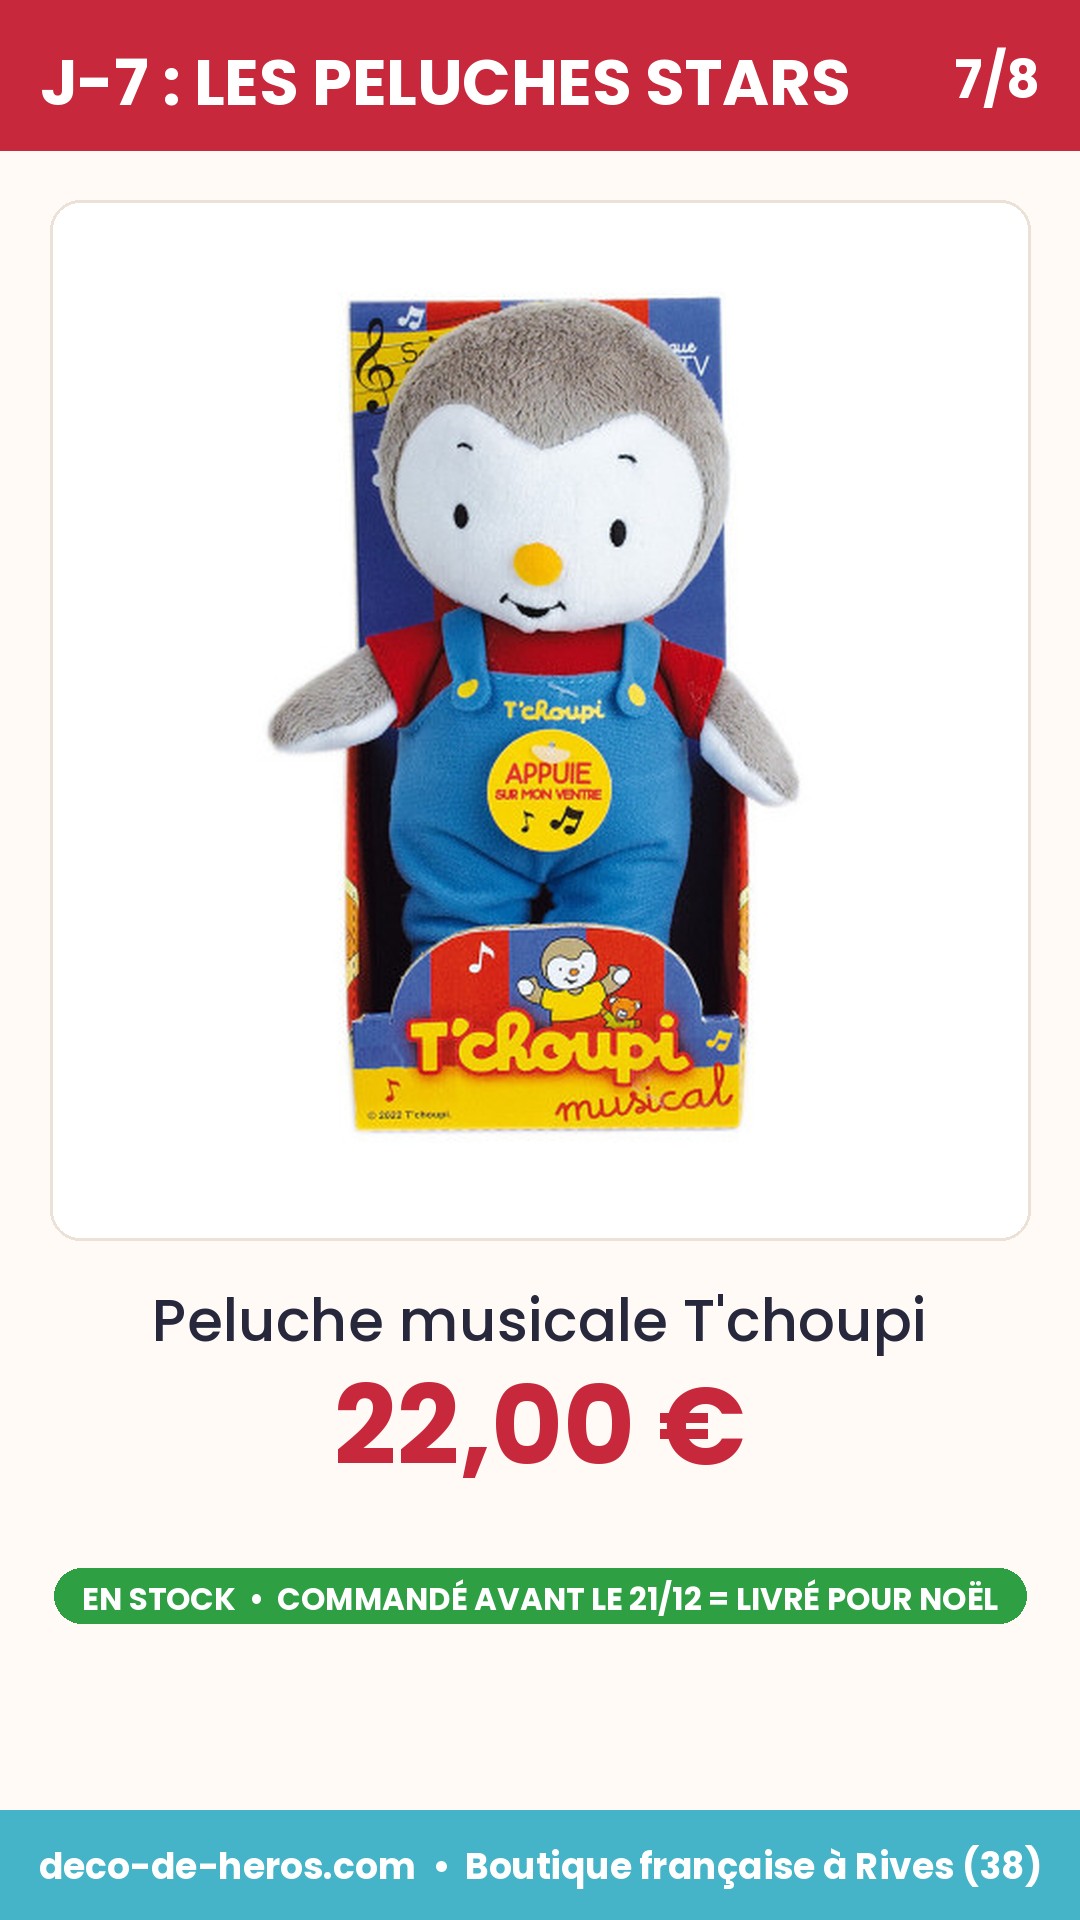 J-7 : LES PELUCHES STARS
7/8
que
TV
T'choupi
APPUIE
SUR MON VENTRE
T'choupi
musical
© 2022 T'choupi.
Peluche musicale T'choupi
22,00 €
EN STOCK • COMMANDÉ AVANT LE 21/12 = LIVRÉ POUR NOËL
deco-de-heros.com • Boutique française à Rives (38)